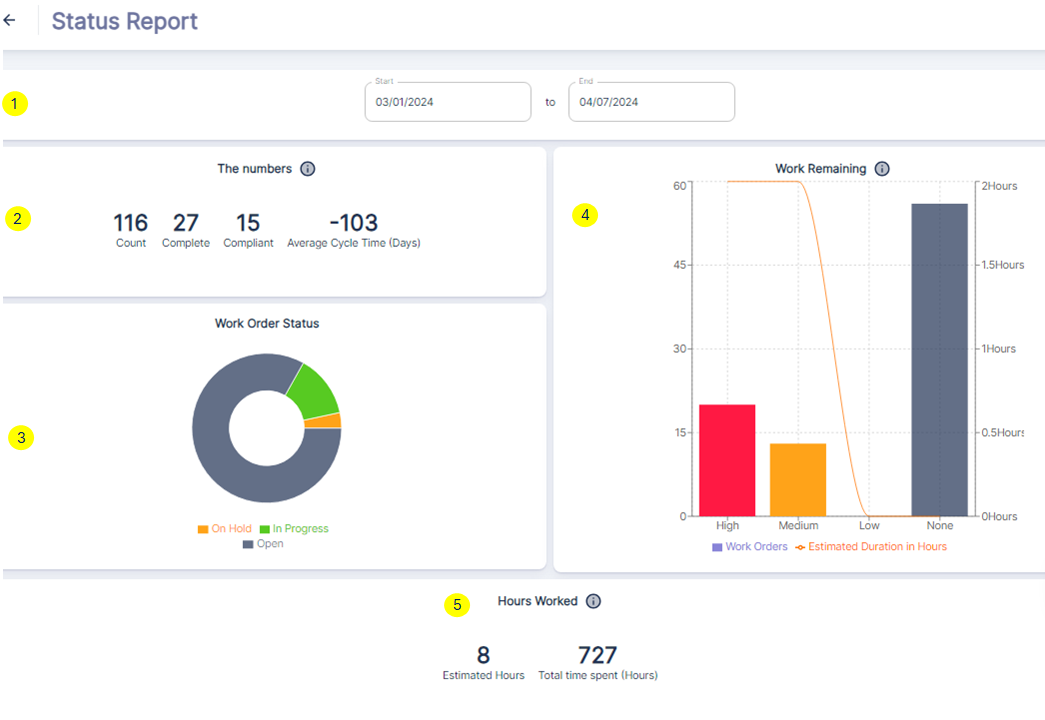 Status Report
1
Start
03/01/2024
to
End
04/07/2024
2
The numbers
116
27
15
-103
Count
Complete
Compliant
Average Cycle Time (Days)
3
Work Order Status
On Hold
In Progress
Open
4
Work Remaining
60
45
30
15
0
2Hours
1.5Hours
1Hours
0.5Hours
0Hours
High
Medium
Low
None
Work Orders
Estimated Duration in Hours
5
Hours Worked
8
727
Estimated Hours
Total time spent (Hours)